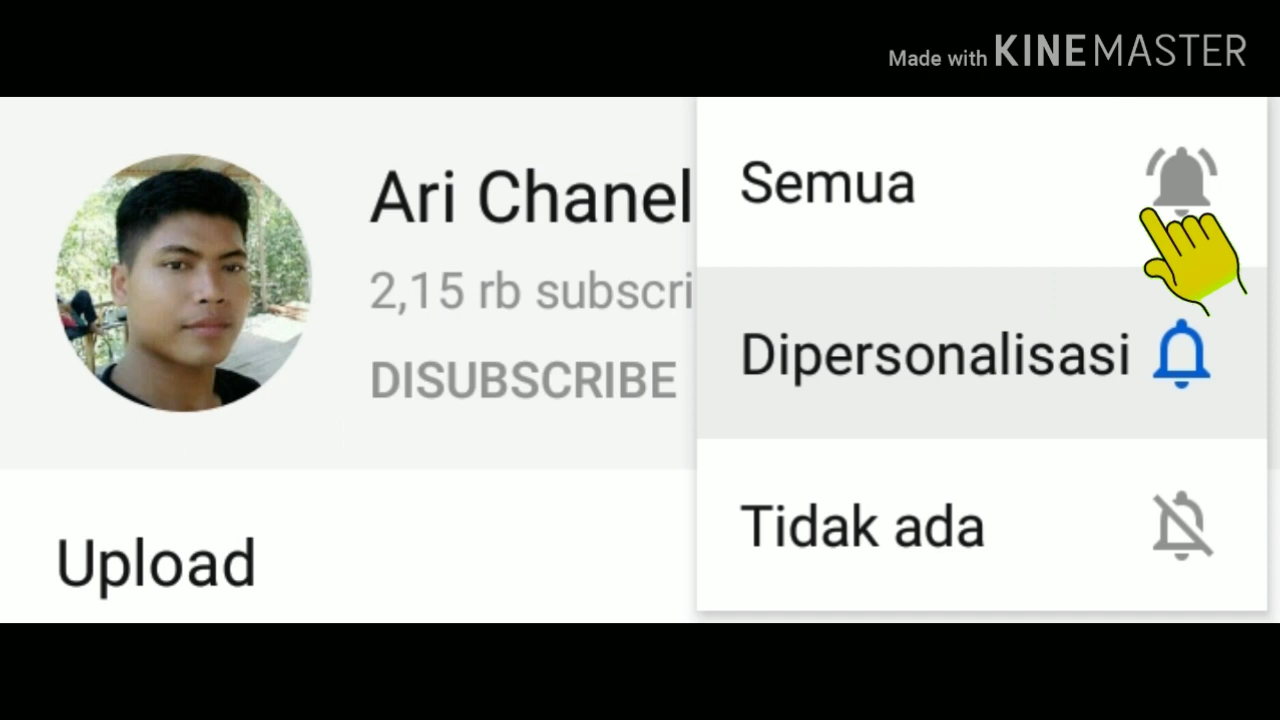 Made with KINEMASTER
Ari Chanel
2,15 rb subscri
DISUBSCRIBE
Upload
Semua
Dipersonalisasi
Tidak ada